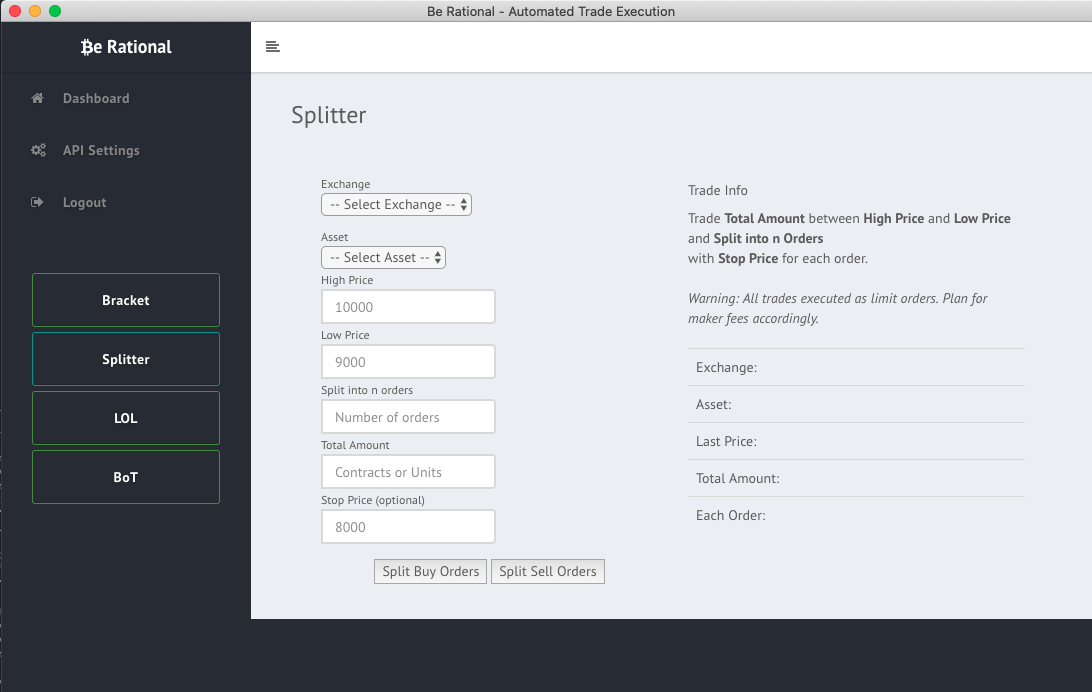 Be Rational - Automated Trade Execution
₿e Rational
Dashboard
API Settings
Logout
Bracket
Splitter
LOL
BoT
Splitter
Exchange
-- Select Exchange --
Asset
-- Select Asset --
High Price
10000
Low Price
9000
Split into n orders
Number of orders
Total Amount
Contracts or Units
Stop Price (optional)
8000
Split Buy Orders
Split Sell Orders
Trade Info
Trade Total Amount between High Price and Low Price
and Split into n Orders
with Stop Price for each order.
Warning: All trades executed as limit orders. Plan for
maker fees accordingly.
Exchange:
Asset:
Last Price:
Total Amount:
Each Order: